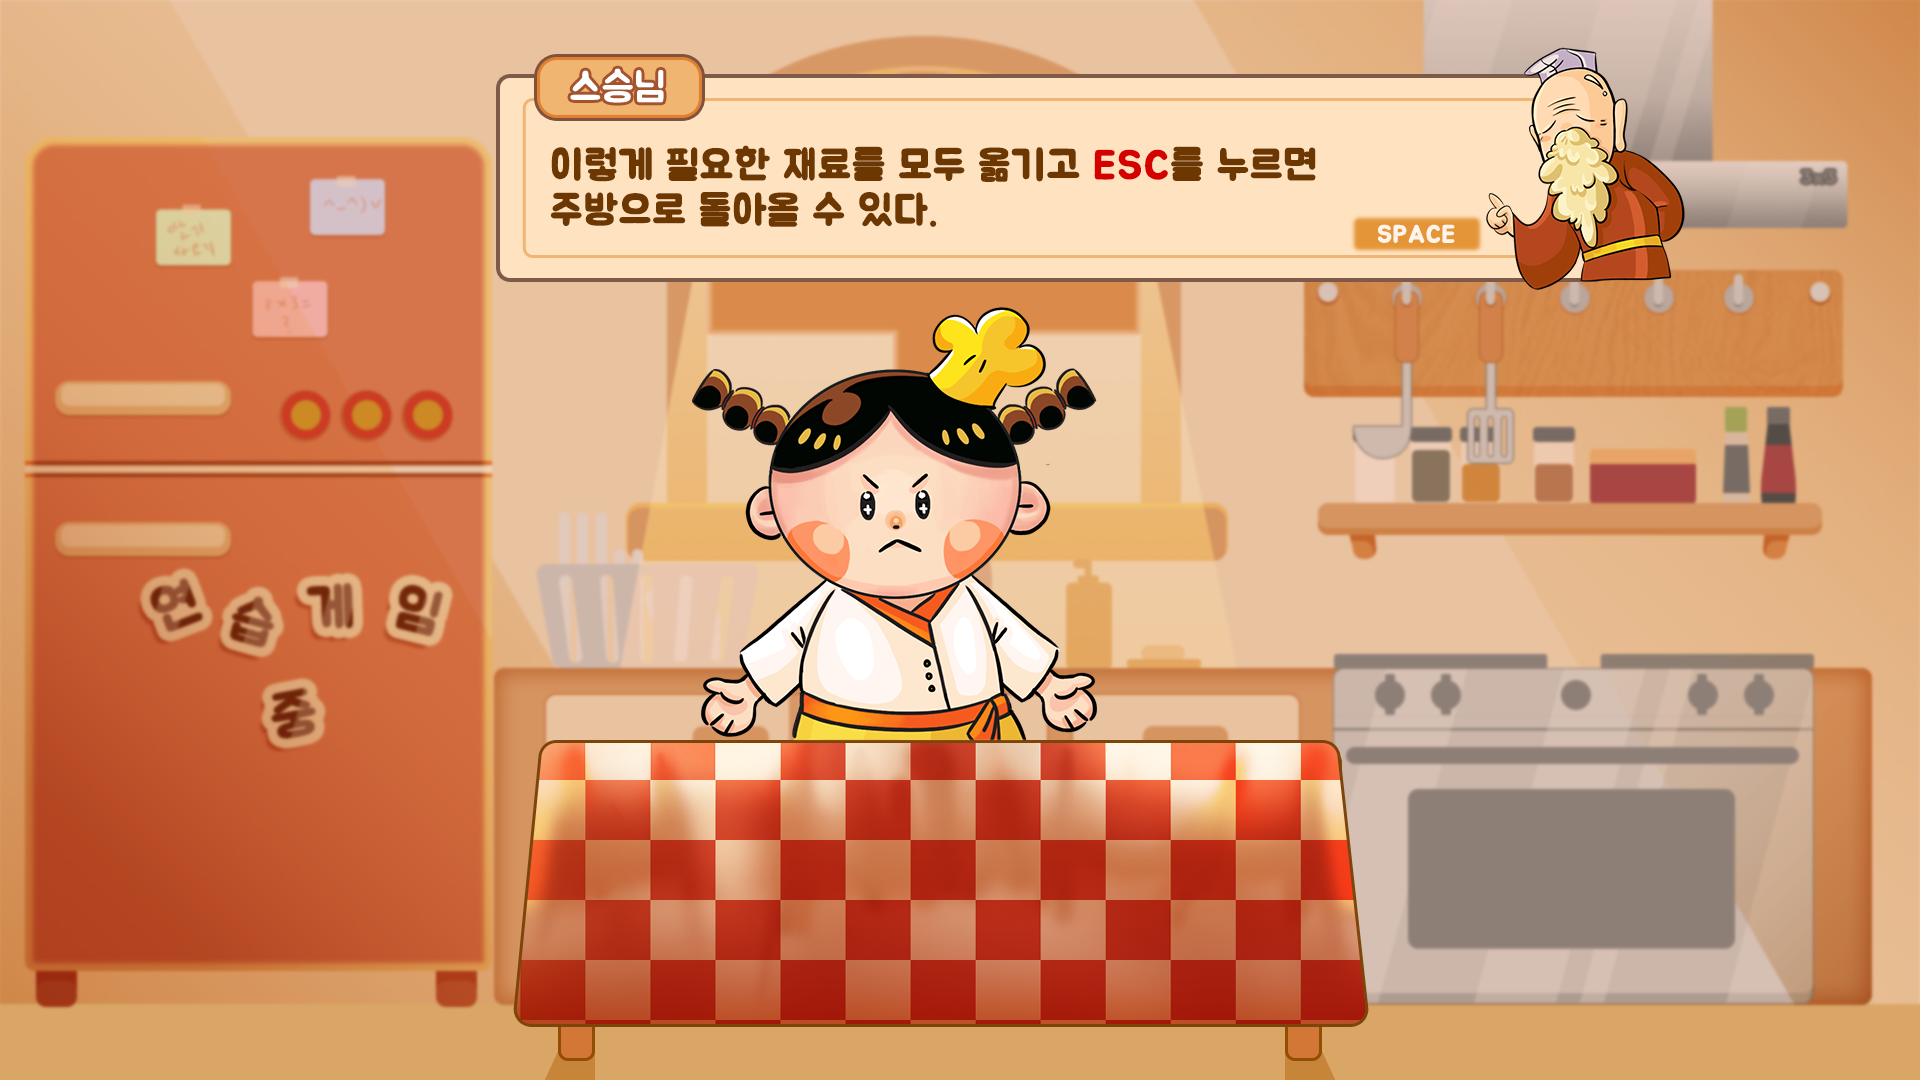 스승님
이렇게 필요한 재료를 모두 옮기고 ESC를 누르면
주방으로 돌아올 수 있다.
SPACE
^_^)v
연습게임
중